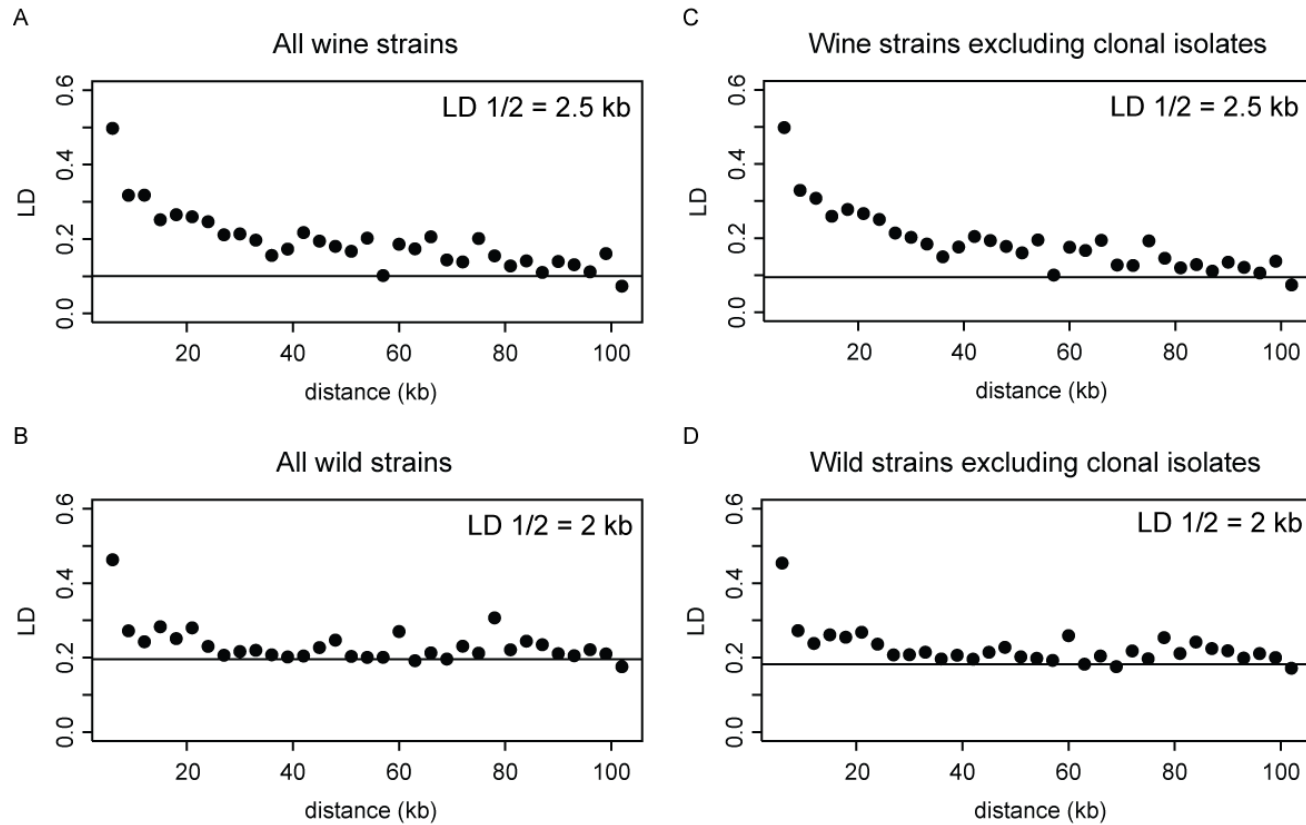 A
All wine strains
LD 1/2 = 2.5 kb
0.6
0.4
0.2
0.0
LD
20 40 60 80 100
distance (kb)
B
All wild strains
LD 1/2 = 2 kb
0.6
0.4
0.2
0.0
LD
20 40 60 80 100
distance (kb)
C
Wine strains excluding clonal isolates
LD 1/2 = 2.5 kb
0.6
0.4
0.2
0.0
LD
20 40 60 80 100
distance (kb)
D
Wild strains excluding clonal isolates
LD 1/2 = 2 kb
0.6
0.4
0.2
0.0
LD
20 40 60 80 100
distance (kb)